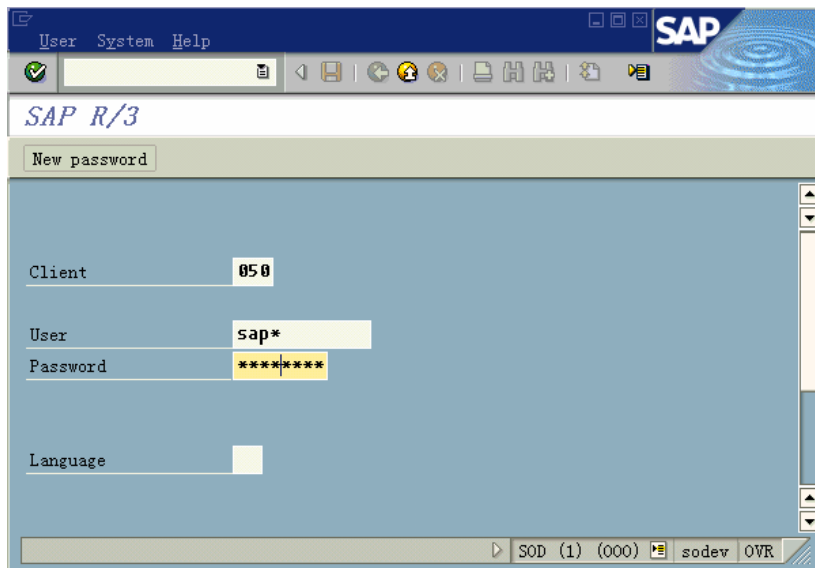 User System Help
SAP
SAP R/3
New password
Client 050
User sap*
Password ********
Language
SOD (1) (000) sodev OVR